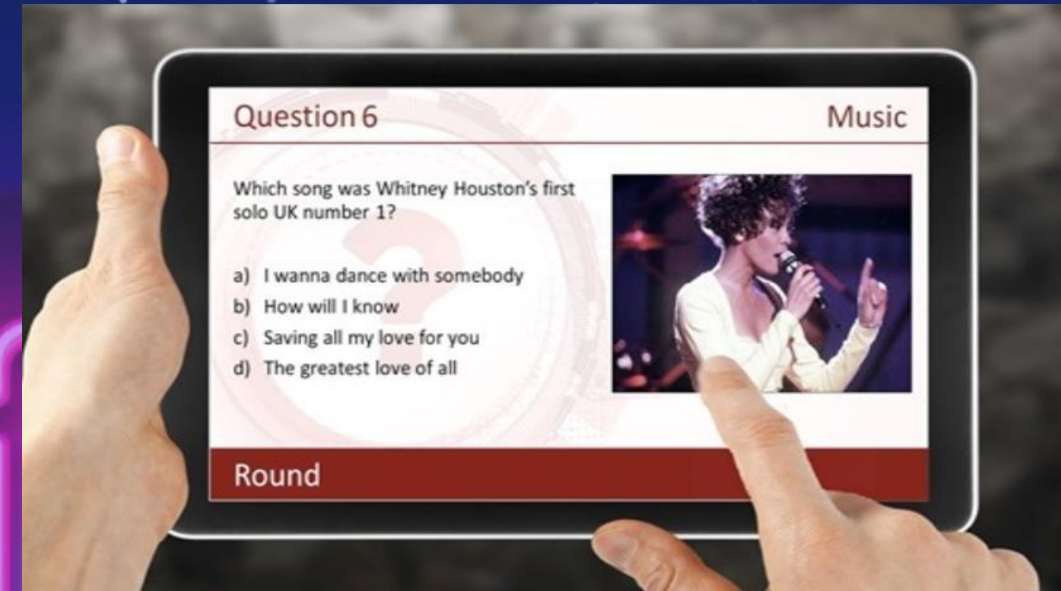 Question 6
Music
Which song was Whitney Houston's first
solo UK number 1?
a) I wanna dance with somebody
b) How will I know
c) Saving all my love for you
d) The greatest love of all
Round